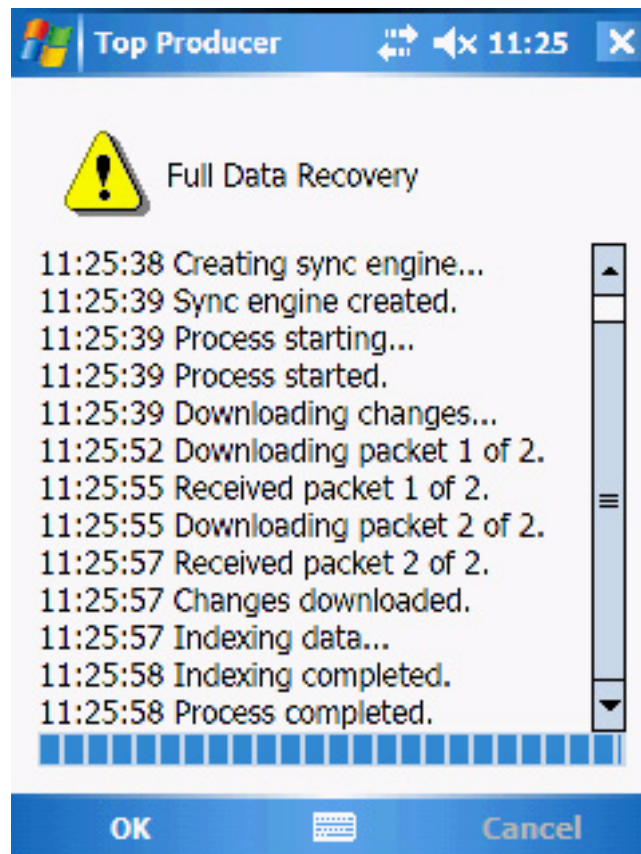 Top Producer 11:25
Full Data Recovery
11:25:38 Creating sync engine...
11:25:39 Sync engine created.
11:25:39 Process starting...
11:25:39 Process started.
11:25:39 Downloading changes...
11:25:52 Downloading packet 1 of 2.
11:25:55 Received packet 1 of 2.
11:25:55 Downloading packet 2 of 2.
11:25:57 Received packet 2 of 2.
11:25:57 Changes downloaded.
11:25:57 Indexing data...
11:25:58 Indexing completed.
11:25:58 Process completed.
OK Cancel